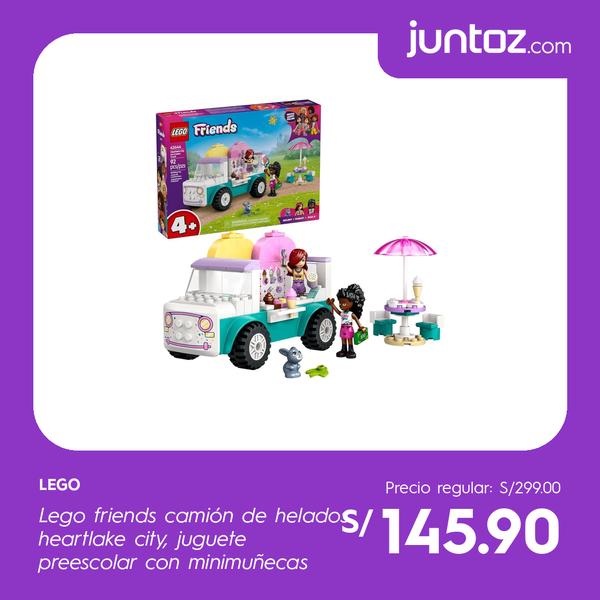 juntoz.com
LEGO Friends
92
4+
LEGO
Precio regular: S/299.00
Lego friends camión de helados
heartlake city, juguete
preescolar con minimuñecas
S/145.90